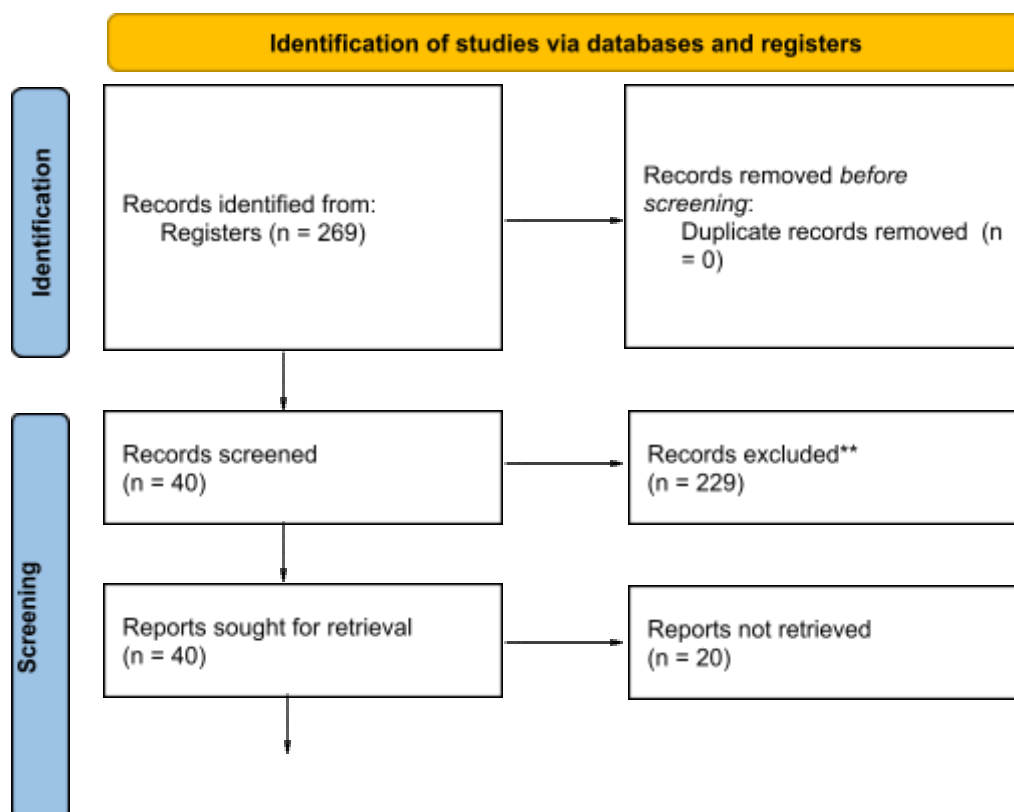 Identification of studies via databases and registers
Identification
Records identified from:
Registers (n = 269)
Records removed before
screening:
Duplicate records removed (n
= 0)
Screening
Records screened
(n = 40)
Records excluded**
(n = 229)
Reports sought for retrieval
(n = 40)
Reports not retrieved
(n = 20)